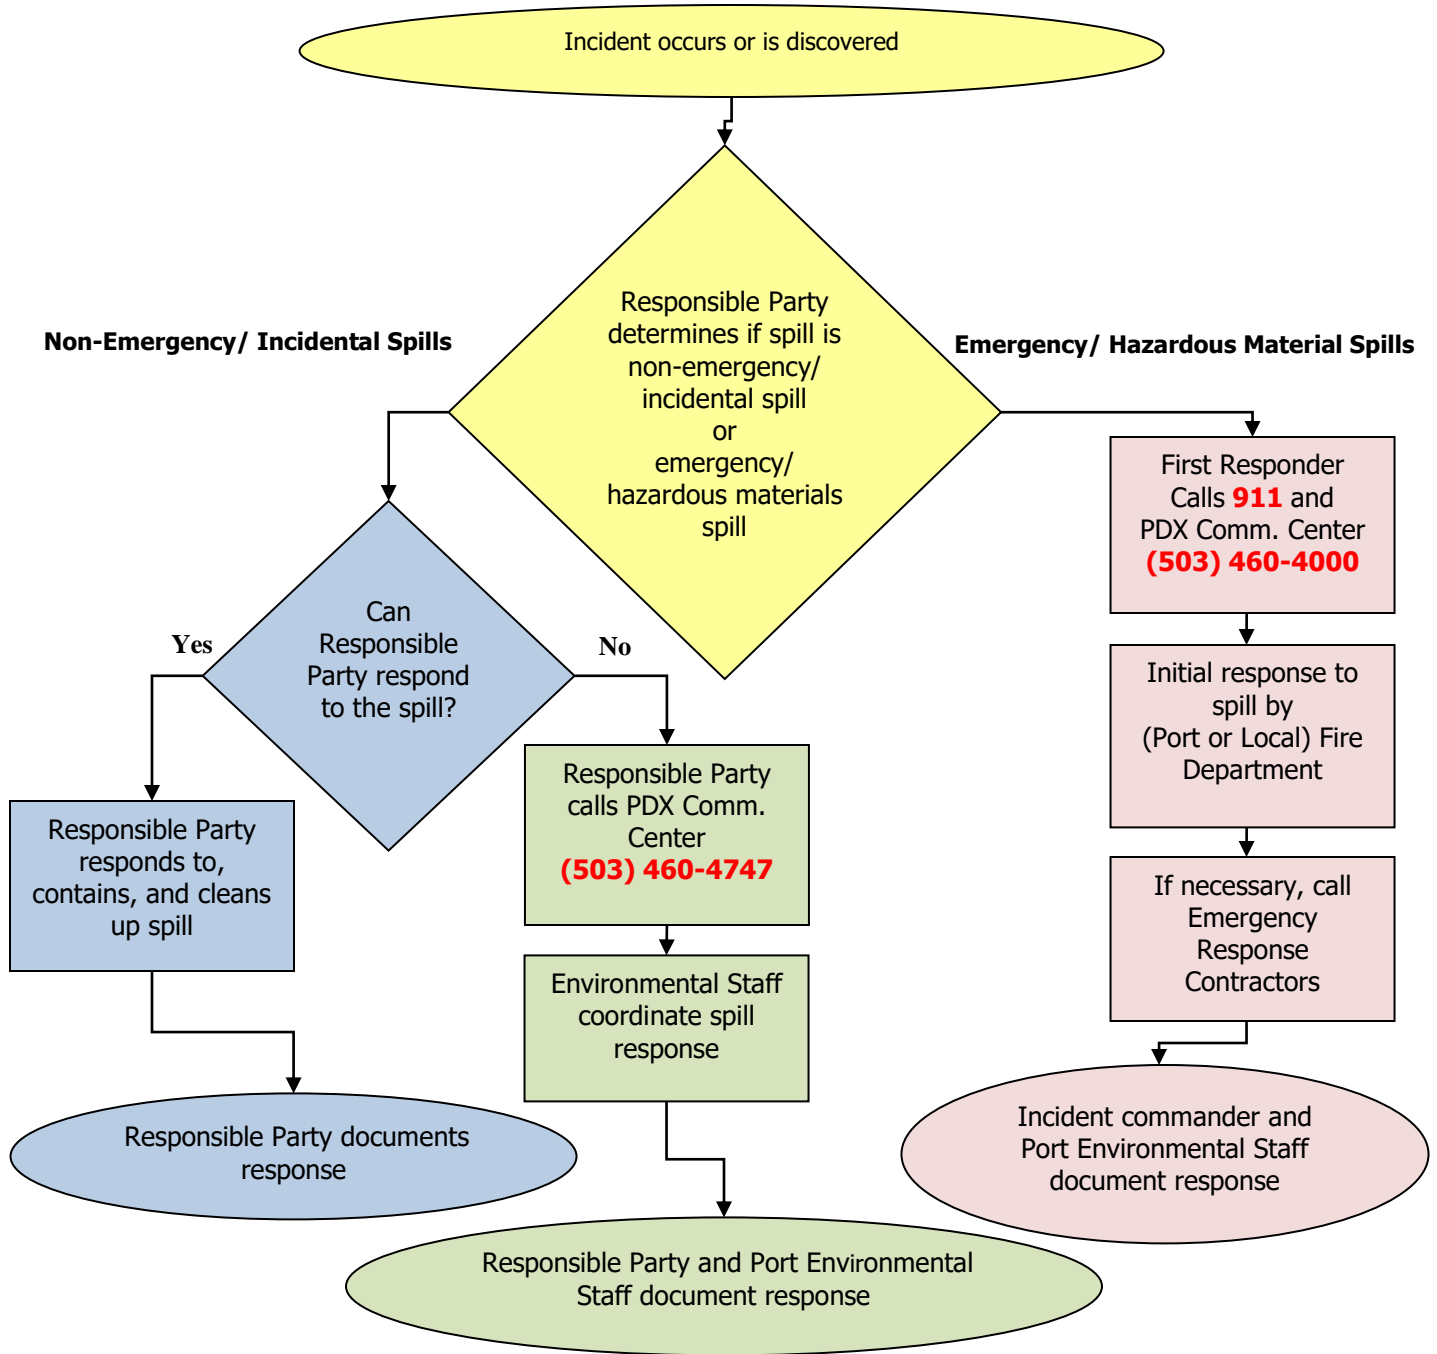 Incident occurs or is discovered
Responsible Party
determines if spill is
non-emergency/
incidental spill
or
emergency/
hazardous materials
spill
Non-Emergency/ Incidental Spills
Emergency/ Hazardous Material Spills
Can
Responsible
Party respond
to the spill?
Yes
No
Responsible Party
responds to,
contains, and cleans
up spill
Responsible Party documents
response
Responsible Party
calls PDX Comm.
Center
(503) 460-4747
Environmental Staff
coordinate spill
response
Responsible Party and Port Environmental
Staff document response
First Responder
Calls 911 and
PDX Comm. Center
(503) 460-4000
Initial response to
spill by
(Port or Local) Fire
Department
If necessary, call
Emergency
Response
Contractors
Incident commander and
Port Environmental Staff
document response